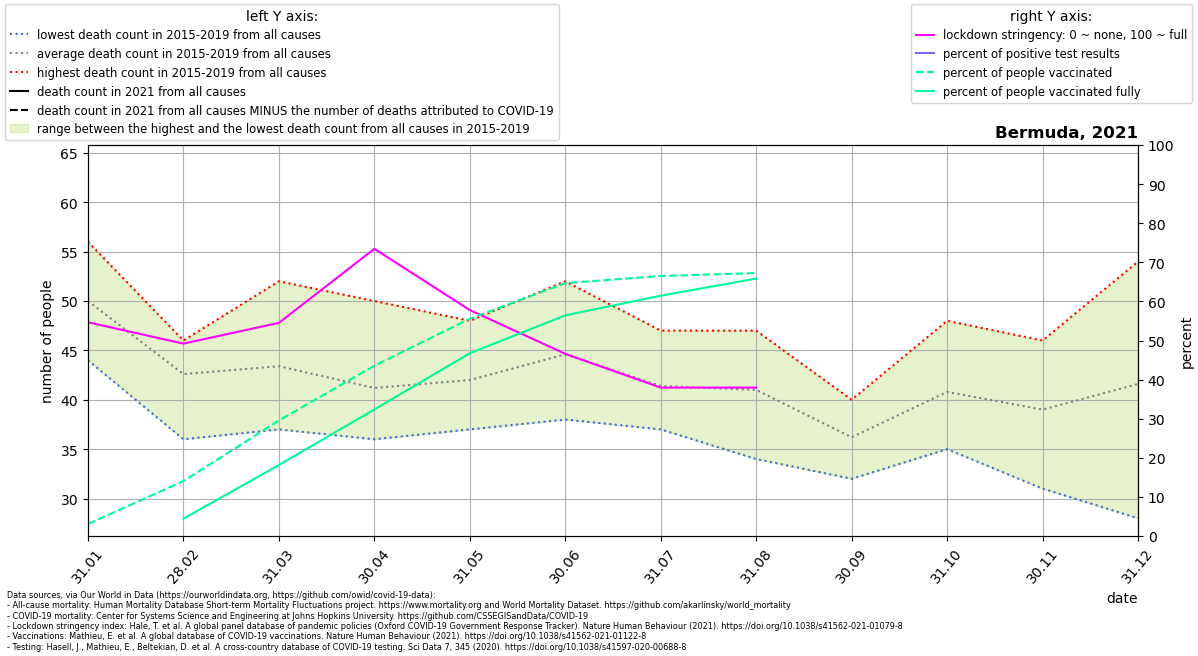 left Y axis:
lowest death count in 2015-2019 from all causes
average death count in 2015-2019 from all causes
highest death count in 2015-2019 from all causes
death count in 2021 from all causes
death count in 2021 from all causes MINUS the number of deaths attributed to COVID-19
range between the highest and the lowest death count from all causes in 2015-2019
right Y axis:
lockdown stringency: 0 ~ none, 100 ~ full
percent of positive test results
percent of people vaccinated
percent of people vaccinated fully
Bermuda, 2021
65
60
55
50
45
40
35
30
number of people
100
90
80
70
60
50
40
30
20
10
0
percent
31.01
28.02
31.03
30.04
31.05
30.06
31.07
31.08
30.09
31.10
30.11
31.12
date
Data sources, via Our World in Data (https://ourworldindata.org, https://github.com/owid/covid-19-data):
- All-cause mortality: Human Mortality Database Short-term Mortality Fluctuations project. https://www.mortality.org and World Mortality Dataset. https://github.com/akarlinsky/world_mortality
- COVID-19 mortality: Center for Systems Science and Engineering at Johns Hopkins University. https://github.com/CSSEGISandData/COVID-19
- Lockdown stringency index: Hale, T. et al. A global panel database of pandemic policies (Oxford COVID-19 Government Response Tracker). Nature Human Behaviour (2021). https://doi.org/10.1038/s41562-021-01079-8
- Vaccinations: Mathieu, E. et al. A global database of COVID-19 vaccinations. Nature Human Behaviour (2021). https://doi.org/10.1038/s41562-021-01122-8
- Testing: Hasell, J., Mathieu, E., Beltekian, D. et al. A cross-country database of COVID-19 testing. Sci Data 7, 345 (2020). https://doi.org/10.1038/s41597-020-00688-8